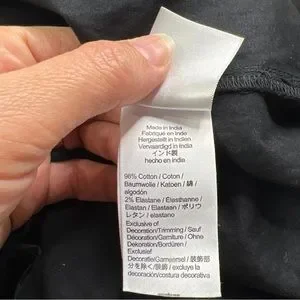 Made in India
Fabriqué en Inde
Hergestellt in Indien
Vervaardigd in India
インド製
hecho en india
98% Cotton / Coton /
Baumwolle / Katoen / 綿 /
algodón
2% Elastane / Élasthanne /
Elastan / Elastaan / ポリウ
レタン / elastano
Exclusive of
Decoration/Trimming / Sauf
Décoration/Garniture / Ohne
Dekoration/Bordüren /
Exclusief
Decoratie/Garneersel / 装飾部
分を除く/ excluye la
decoración/costura decorativa